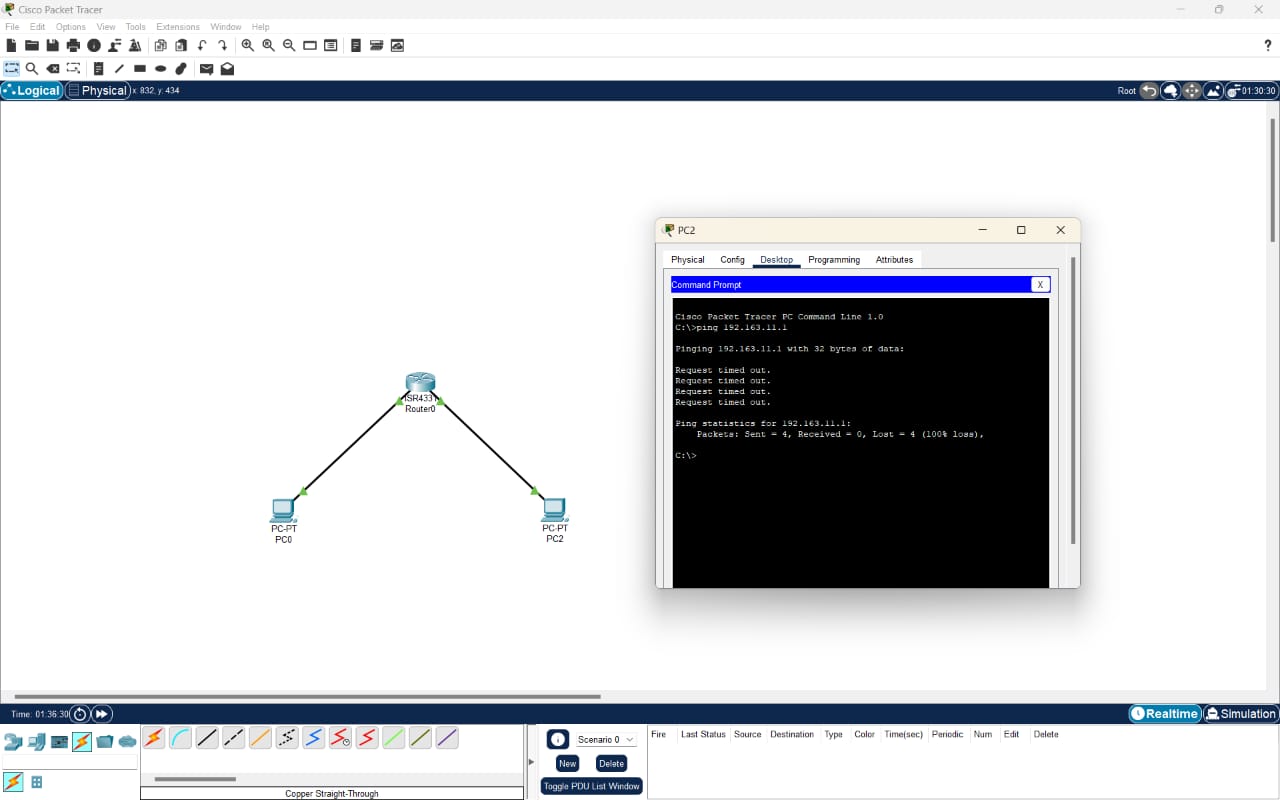 Cisco Packet Tracer
File Edit Options View Tools Extensions Window Help
?
Logical Physical x: 832, y: 434 Root 01:30:30
ISR4331
Router0
PC-PT
PC0
PC-PT
PC2
PC2
Physical Config Desktop Programming Attributes
Command Prompt X
Cisco Packet Tracer PC Command Line 1.0
C:\>ping 192.163.11.1
Pinging 192.163.11.1 with 32 bytes of data:
Request timed out.
Request timed out.
Request timed out.
Request timed out.
Ping statistics for 192.163.11.1:
Packets: Sent = 4, Received = 0, Lost = 4 (100% loss),
C:\>
Time: 01:36:30 Realtime Simulation
Scenario 0
New Delete
Toggle PDU List Window
Fire Last Status Source Destination Type Color Time(sec) Periodic Num Edit Delete
Copper Straight-Through